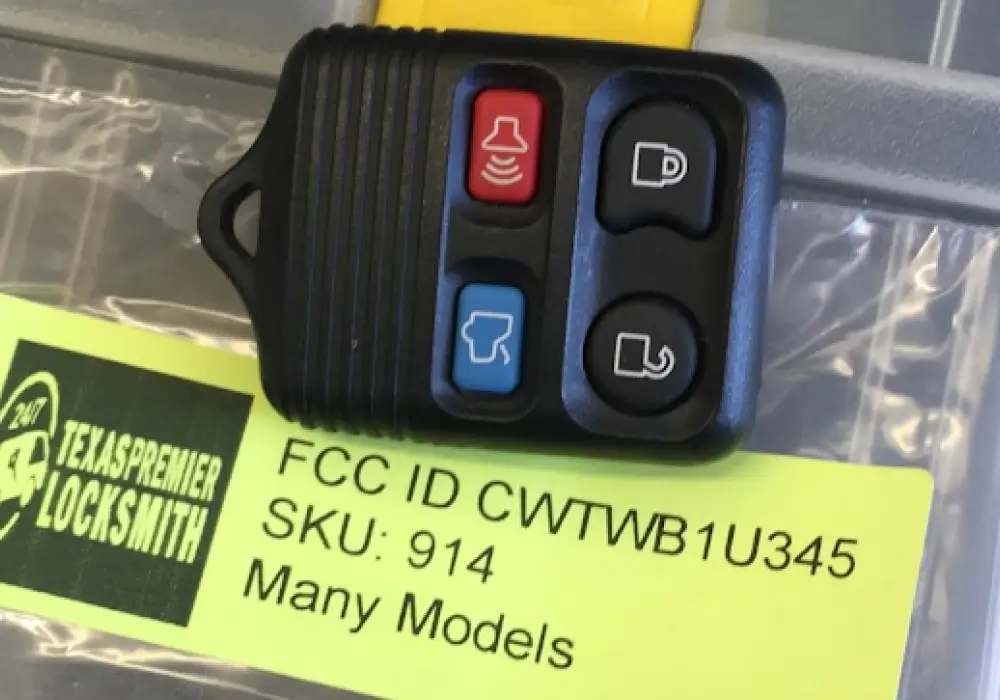 24/7
TEXASPREMIER
LOCKSMITH
FCC ID CWTWB1U345
SKU: 914
Many Models